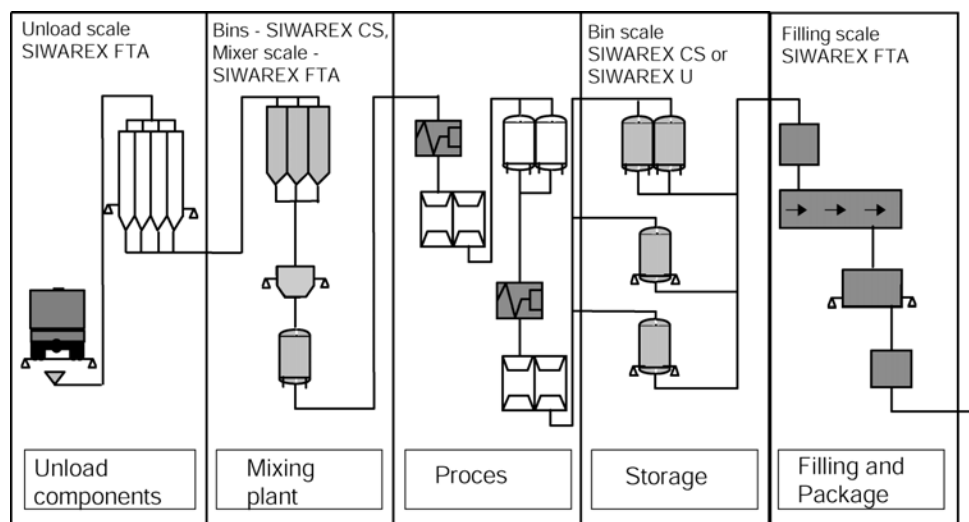 Unload scale
SIWAREX FTA
Bins - SIWAREX CS,
Mixer scale -
SIWAREX FTA
Bin scale
SIWAREX CS or
SIWAREX U
Filling scale
SIWAREX FTA
Unload
components
Mixing
plant
Proces
Storage
Filling and
Package